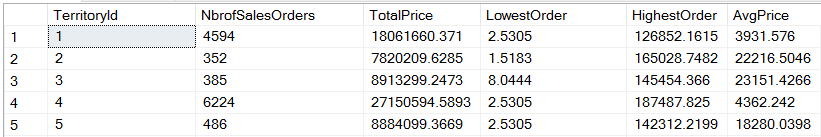 TerritoryId NbrofSalesOrders TotalPrice LowestOrder HighestOrder AvgPrice
1 1 4594 18061660.371 2.5305 126852.1615 3931.576
2 2 352 7820209.6285 1.5183 165028.7482 22216.5046
3 3 385 8913299.2473 8.0444 145454.366 23151.4266
4 4 6224 27150594.5893 2.5305 187487.825 4362.242
5 5 486 8884099.3669 2.5305 142312.2199 18280.0398